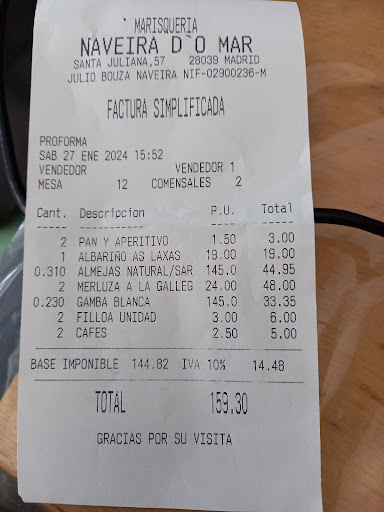 MARISQUERIA
NAVEIRA D`O MAR
SANTA JULIANA,57 28039 MADRID
JULIO BOUZA NAVEIRA NIF-02900236-M
FACTURA SIMPLIFICADA
PROFORMA
SAB 27 ENE 2024 15:52
VENDEDOR VENDEDOR 1
MESA 12 COMENSALES 2
Cant. Descripcion P.U. Total
2 PAN Y APERITIVO 1.50 3.00
1 ALBARIÑO AS LAXAS 19.00 19.00
0.310 ALMEJAS NATURAL/SAR 145.0 44.95
2 MERLUZA A LA GALLEG 24.00 48.00
0.230 GAMBA BLANCA 145.0 33.35
2 FILLOA UNIDAD 3.00 6.00
2 CAFES 2.50 5.00
BASE IMPONIBLE 144.82 IVA 10% 14.48
TOTAL 159.30
GRACIAS POR SU VISITA